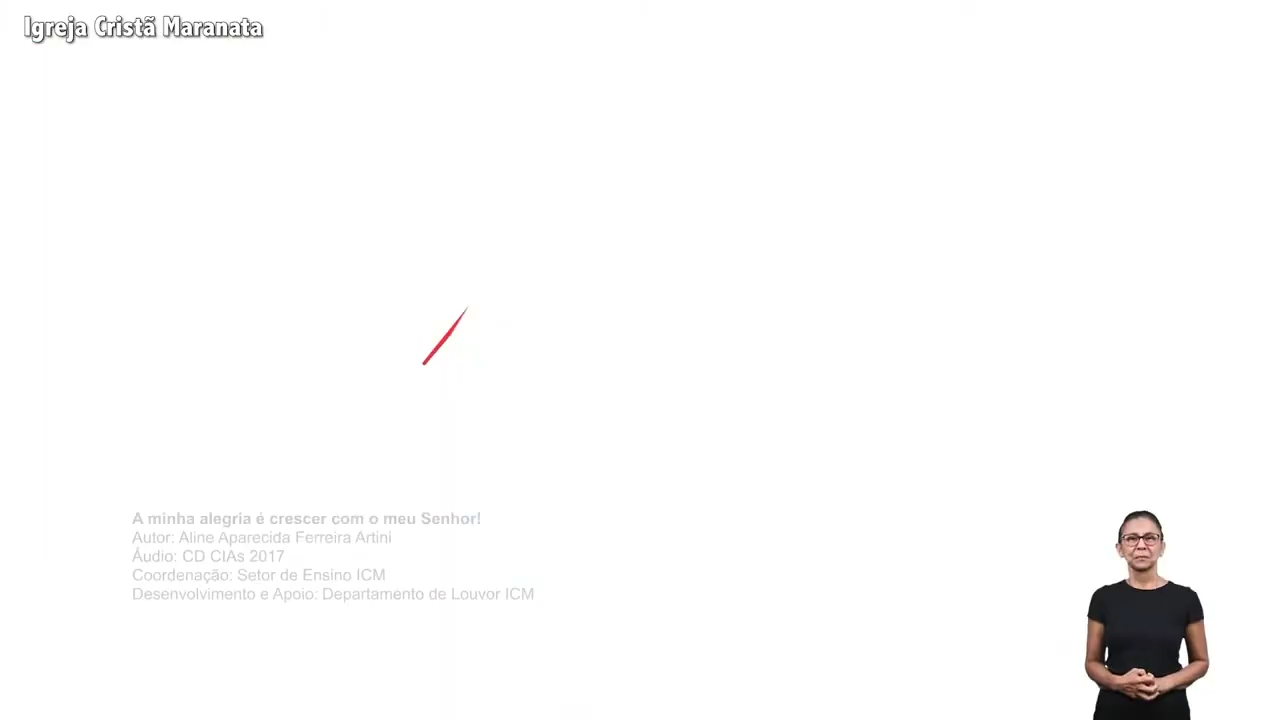 Igreja Cristã Maranata
A minha alegria é crescer com o meu Senhor!
Autor: Aline Aparecida Ferreira Artini
Áudio: CD CIAs 2017
Coordenação: Setor de Ensino ICM
Desenvolvimento e Apoio: Departamento de Louvor ICM